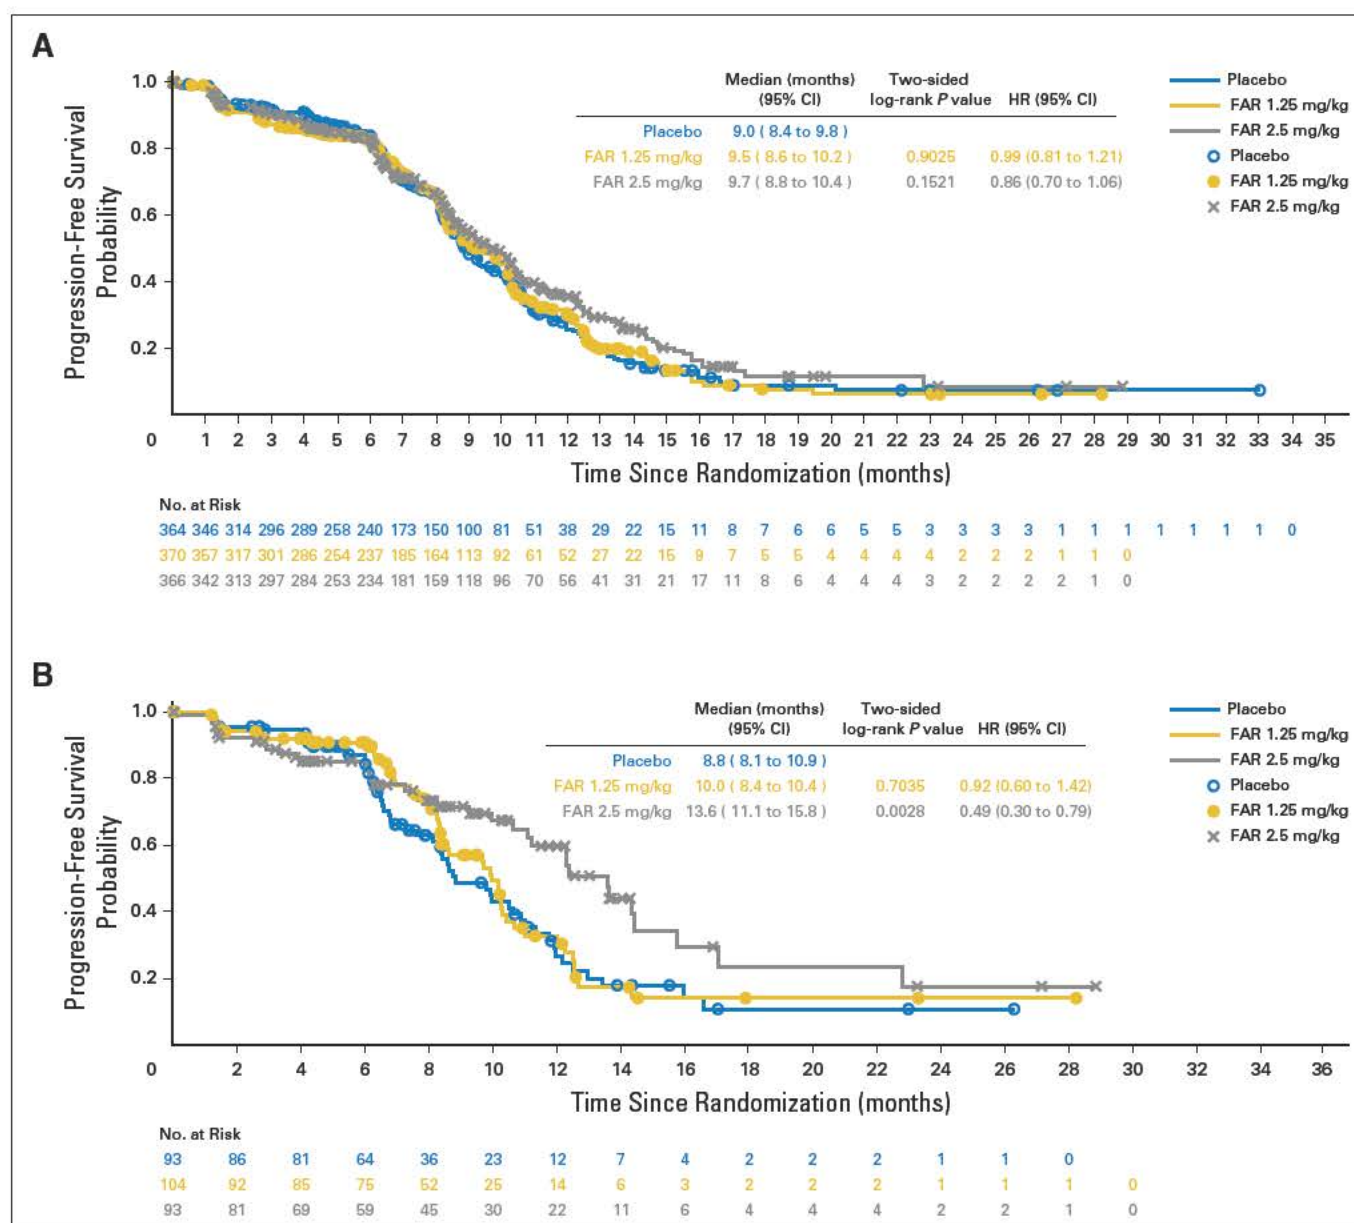 A
Median (months) (95% CI) Two-sided log-rank P value HR (95% CI)
Placebo 9.0 ( 8.4 to 9.8 )
FAR 1.25 mg/kg 9.5 ( 8.6 to 10.2 ) 0.9025 0.99 (0.81 to 1.21)
FAR 2.5 mg/kg 9.7 ( 8.8 to 10.4 ) 0.1521 0.86 (0.70 to 1.06)
Placebo
FAR 1.25 mg/kg
FAR 2.5 mg/kg
Placebo
FAR 1.25 mg/kg
FAR 2.5 mg/kg
Progression-Free Survival
Probability
1.0
0.8
0.6
0.4
0.2
0 1 2 3 4 5 6 7 8 9 10 11 12 13 14 15 16 17 18 19 20 21 22 23 24 25 26 27 28 29 30 31 32 33 34 35
Time Since Randomization (months)
No. at Risk
364 346 314 296 289 258 240 173 150 100 81 51 38 29 22 15 11 8 7 6 6 5 5 3 3 3 3 1 1 1 1 1 1 1 0
370 357 317 301 286 254 237 185 164 113 92 61 52 27 22 15 9 7 5 5 4 4 4 4 2 2 2 1 1 0
366 342 313 297 284 253 234 181 159 118 96 70 56 41 31 21 17 11 8 6 4 4 4 3 2 2 2 2 1 0
B
Median (months) (95% CI) Two-sided log-rank P value HR (95% CI)
Placebo 8.8 ( 8.1 to 10.9 )
FAR 1.25 mg/kg 10.0 ( 8.4 to 10.4 ) 0.7035 0.92 (0.60 to 1.42)
FAR 2.5 mg/kg 13.6 ( 11.1 to 15.8 ) 0.0028 0.49 (0.30 to 0.79)
Placebo
FAR 1.25 mg/kg
FAR 2.5 mg/kg
Placebo
FAR 1.25 mg/kg
FAR 2.5 mg/kg
Progression-Free Survival
Probability
1.0
0.8
0.6
0.4
0.2
0 2 4 6 8 10 12 14 16 18 20 22 24 26 28 30 32 34 36
Time Since Randomization (months)
No. at Risk
93 86 81 64 36 23 12 7 4 2 2 2 1 1 0
104 92 85 75 52 25 14 6 3 2 2 2 1 1 1 0
93 81 69 59 45 30 22 11 6 4 4 4 2 2 1 0